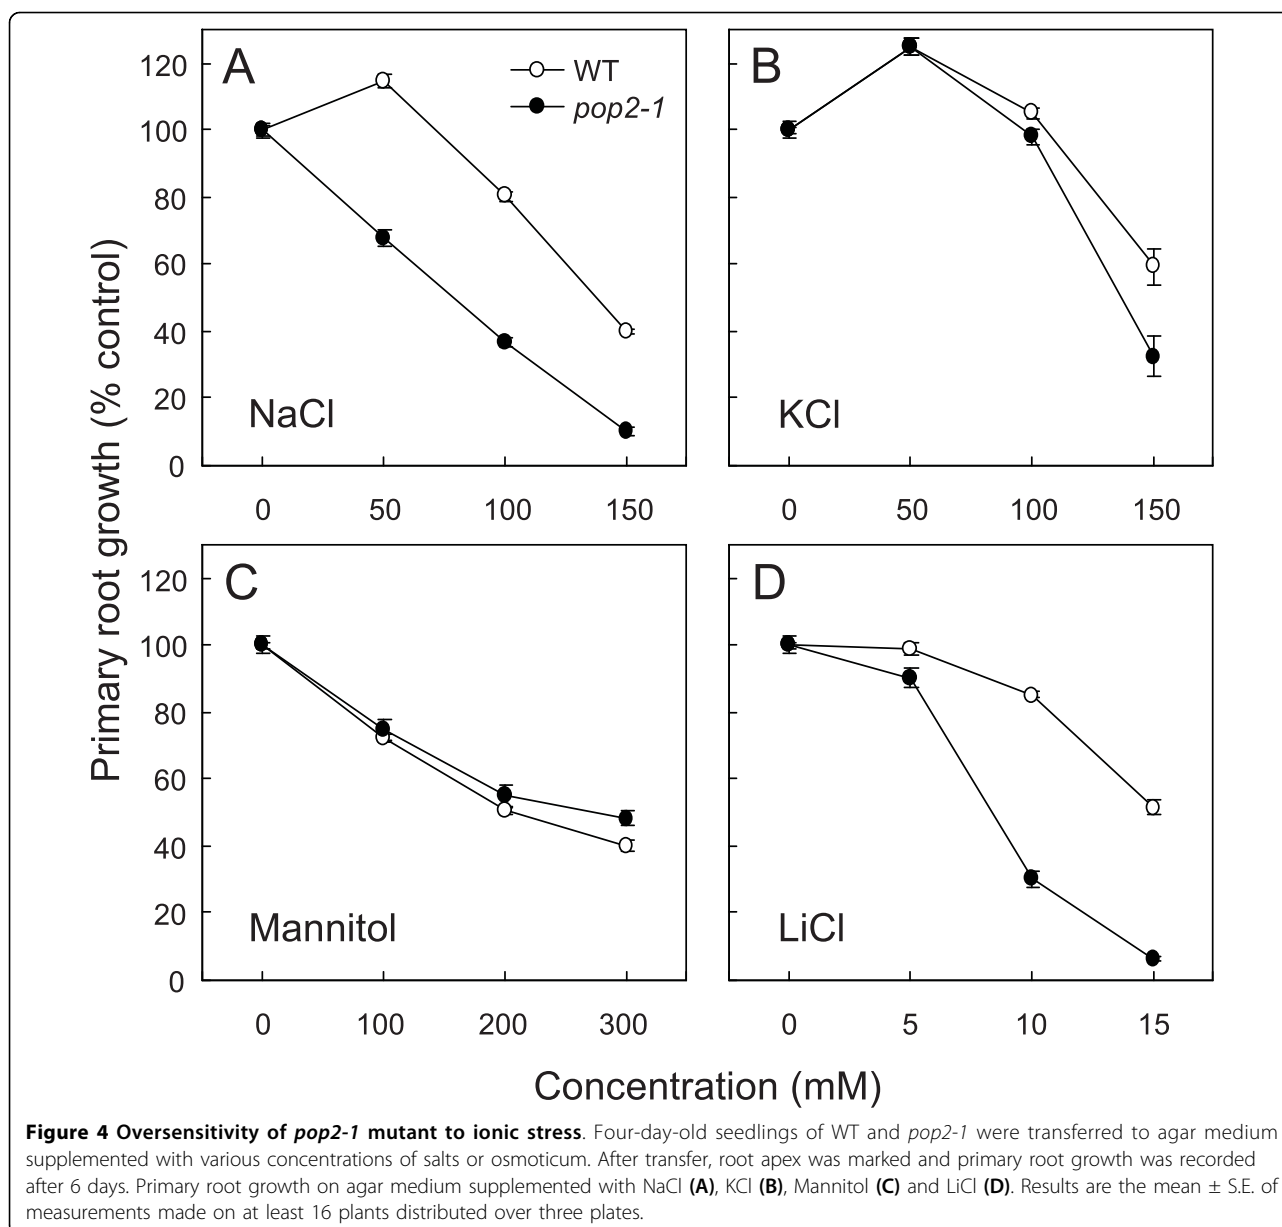 A
WT
pop2-1
120
100
80
60
40
20
0
NaCl
0 50 100 150
B
KCl
0 50 100 150
Primary root growth (% control)
C
120
100
80
60
40
20
0
Mannitol
0 100 200 300
D
LiCl
0 5 10 15
Concentration (mM)
Figure 4 Oversensitivity of pop2-1 mutant to ionic stress. Four-day-old seedlings of WT and pop2-1 were transferred to agar medium
supplemented with various concentrations of salts or osmoticum. After transfer, root apex was marked and primary root growth was recorded
after 6 days. Primary root growth on agar medium supplemented with NaCl (A), KCl (B), Mannitol (C) and LiCl (D). Results are the mean ± S.E. of
measurements made on at least 16 plants distributed over three plates.